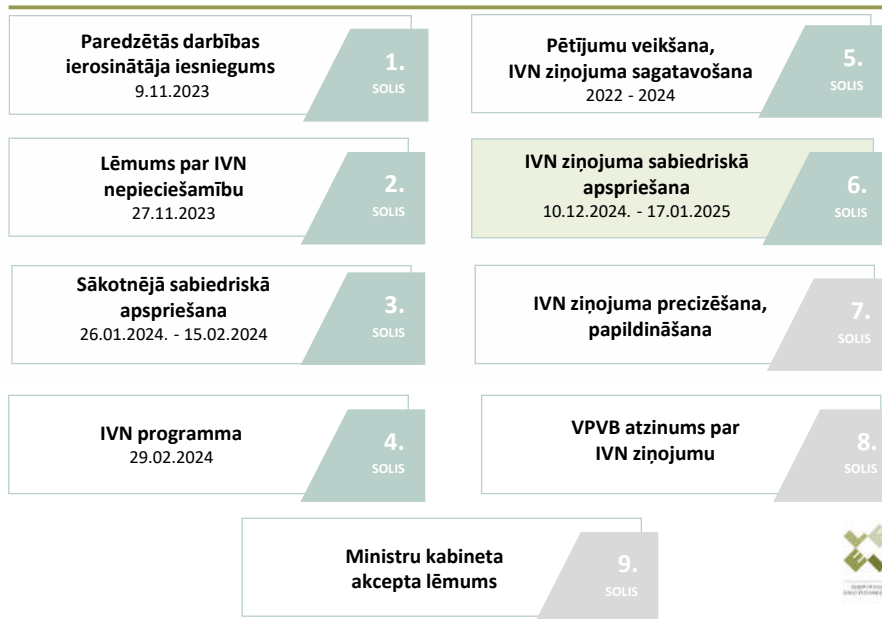 Paredzētās darbības
ierosinātāja iesniegums
9.11.2023
1.
SOLIS
Lēmums par IVN
nepieciešamību
27.11.2023
2.
SOLIS
Sākotnējā sabiedriskā
apspriešana
26.01.2024. - 15.02.2024
3.
SOLIS
IVN programma
29.02.2024
4.
SOLIS
Pētījumu veikšana,
IVN ziņojuma sagatavošana
2022 - 2024
5.
SOLIS
IVN ziņojuma sabiedriskā
apspriešana
10.12.2024. - 17.01.2025
6.
SOLIS
IVN ziņojuma precizēšana,
papildināšana
7.
SOLIS
VPVB atzinums par
IVN ziņojumu
8.
SOLIS
Ministru kabineta
akcepta lēmums
9.
SOLIS